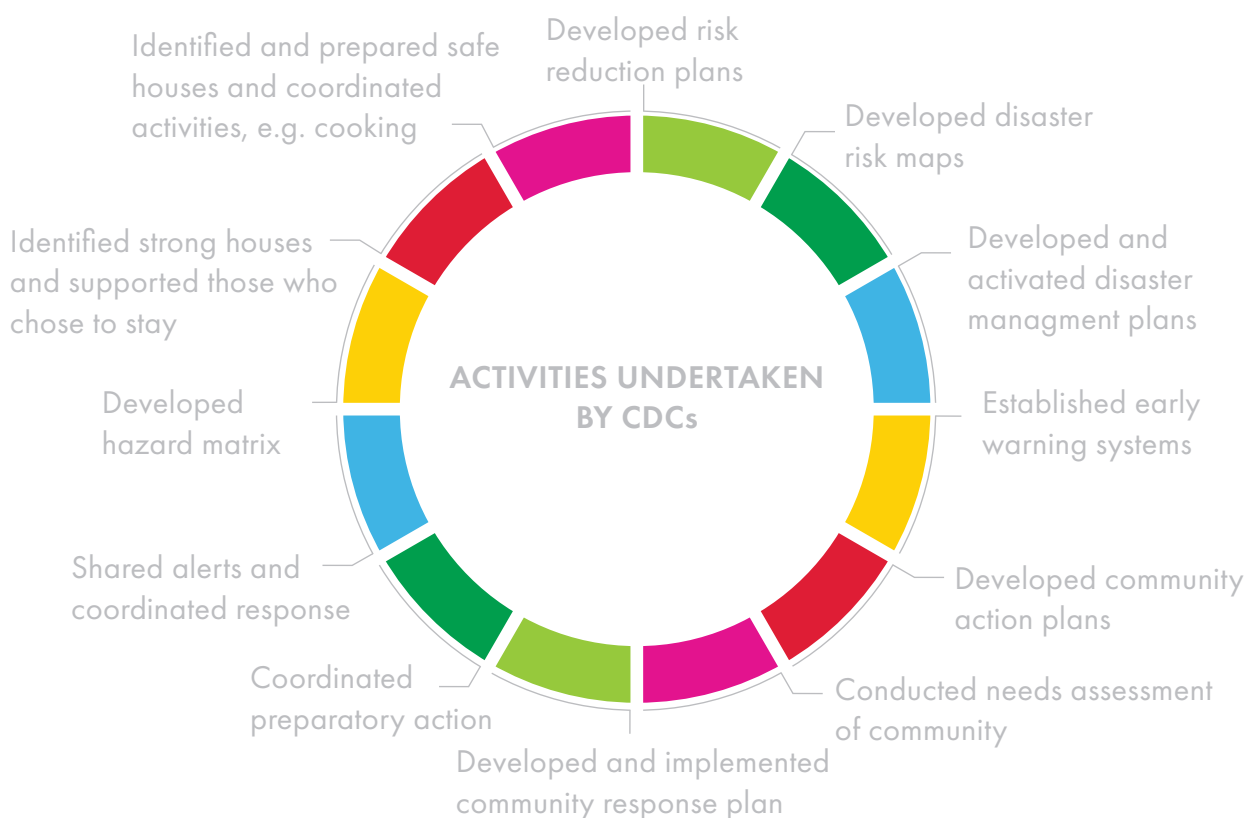 Identified and prepared safe
houses and coordinated
activities, e.g. cooking
Developed risk
reduction plans
Developed disaster
risk maps
Developed and
activated disaster
managment plans
Established early
warning systems
Developed community
action plans
Conducted needs assessment
of community
Developed and implemented
community response plan
Coordinated
preparatory action
Shared alerts and
coordinated response
Developed
hazard matrix
Identified strong houses
and supported those who
chose to stay
ACTIVITIES UNDERTAKEN
BY CDCs